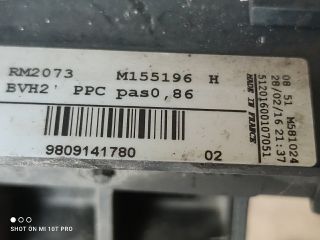 RM2073 M155196 H
BVH2' PPC pas0,86
9809141780 02
08 51 M581024
28/02/16 21:37
MADE IN FRANCE
51201600107051
SHOT ON MI 10T PRO